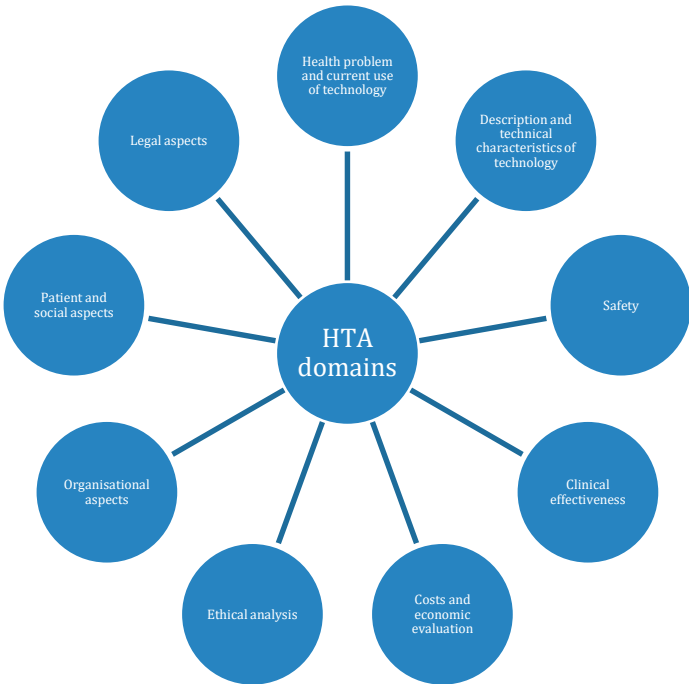 Health problem
and current use
of technology
Description and
technical
characteristics of
technology
Safety
Clinical
effectiveness
Costs and
economic
evaluation
Ethical analysis
Organisational
aspects
Patient and
social aspects
Legal aspects
HTA
domains